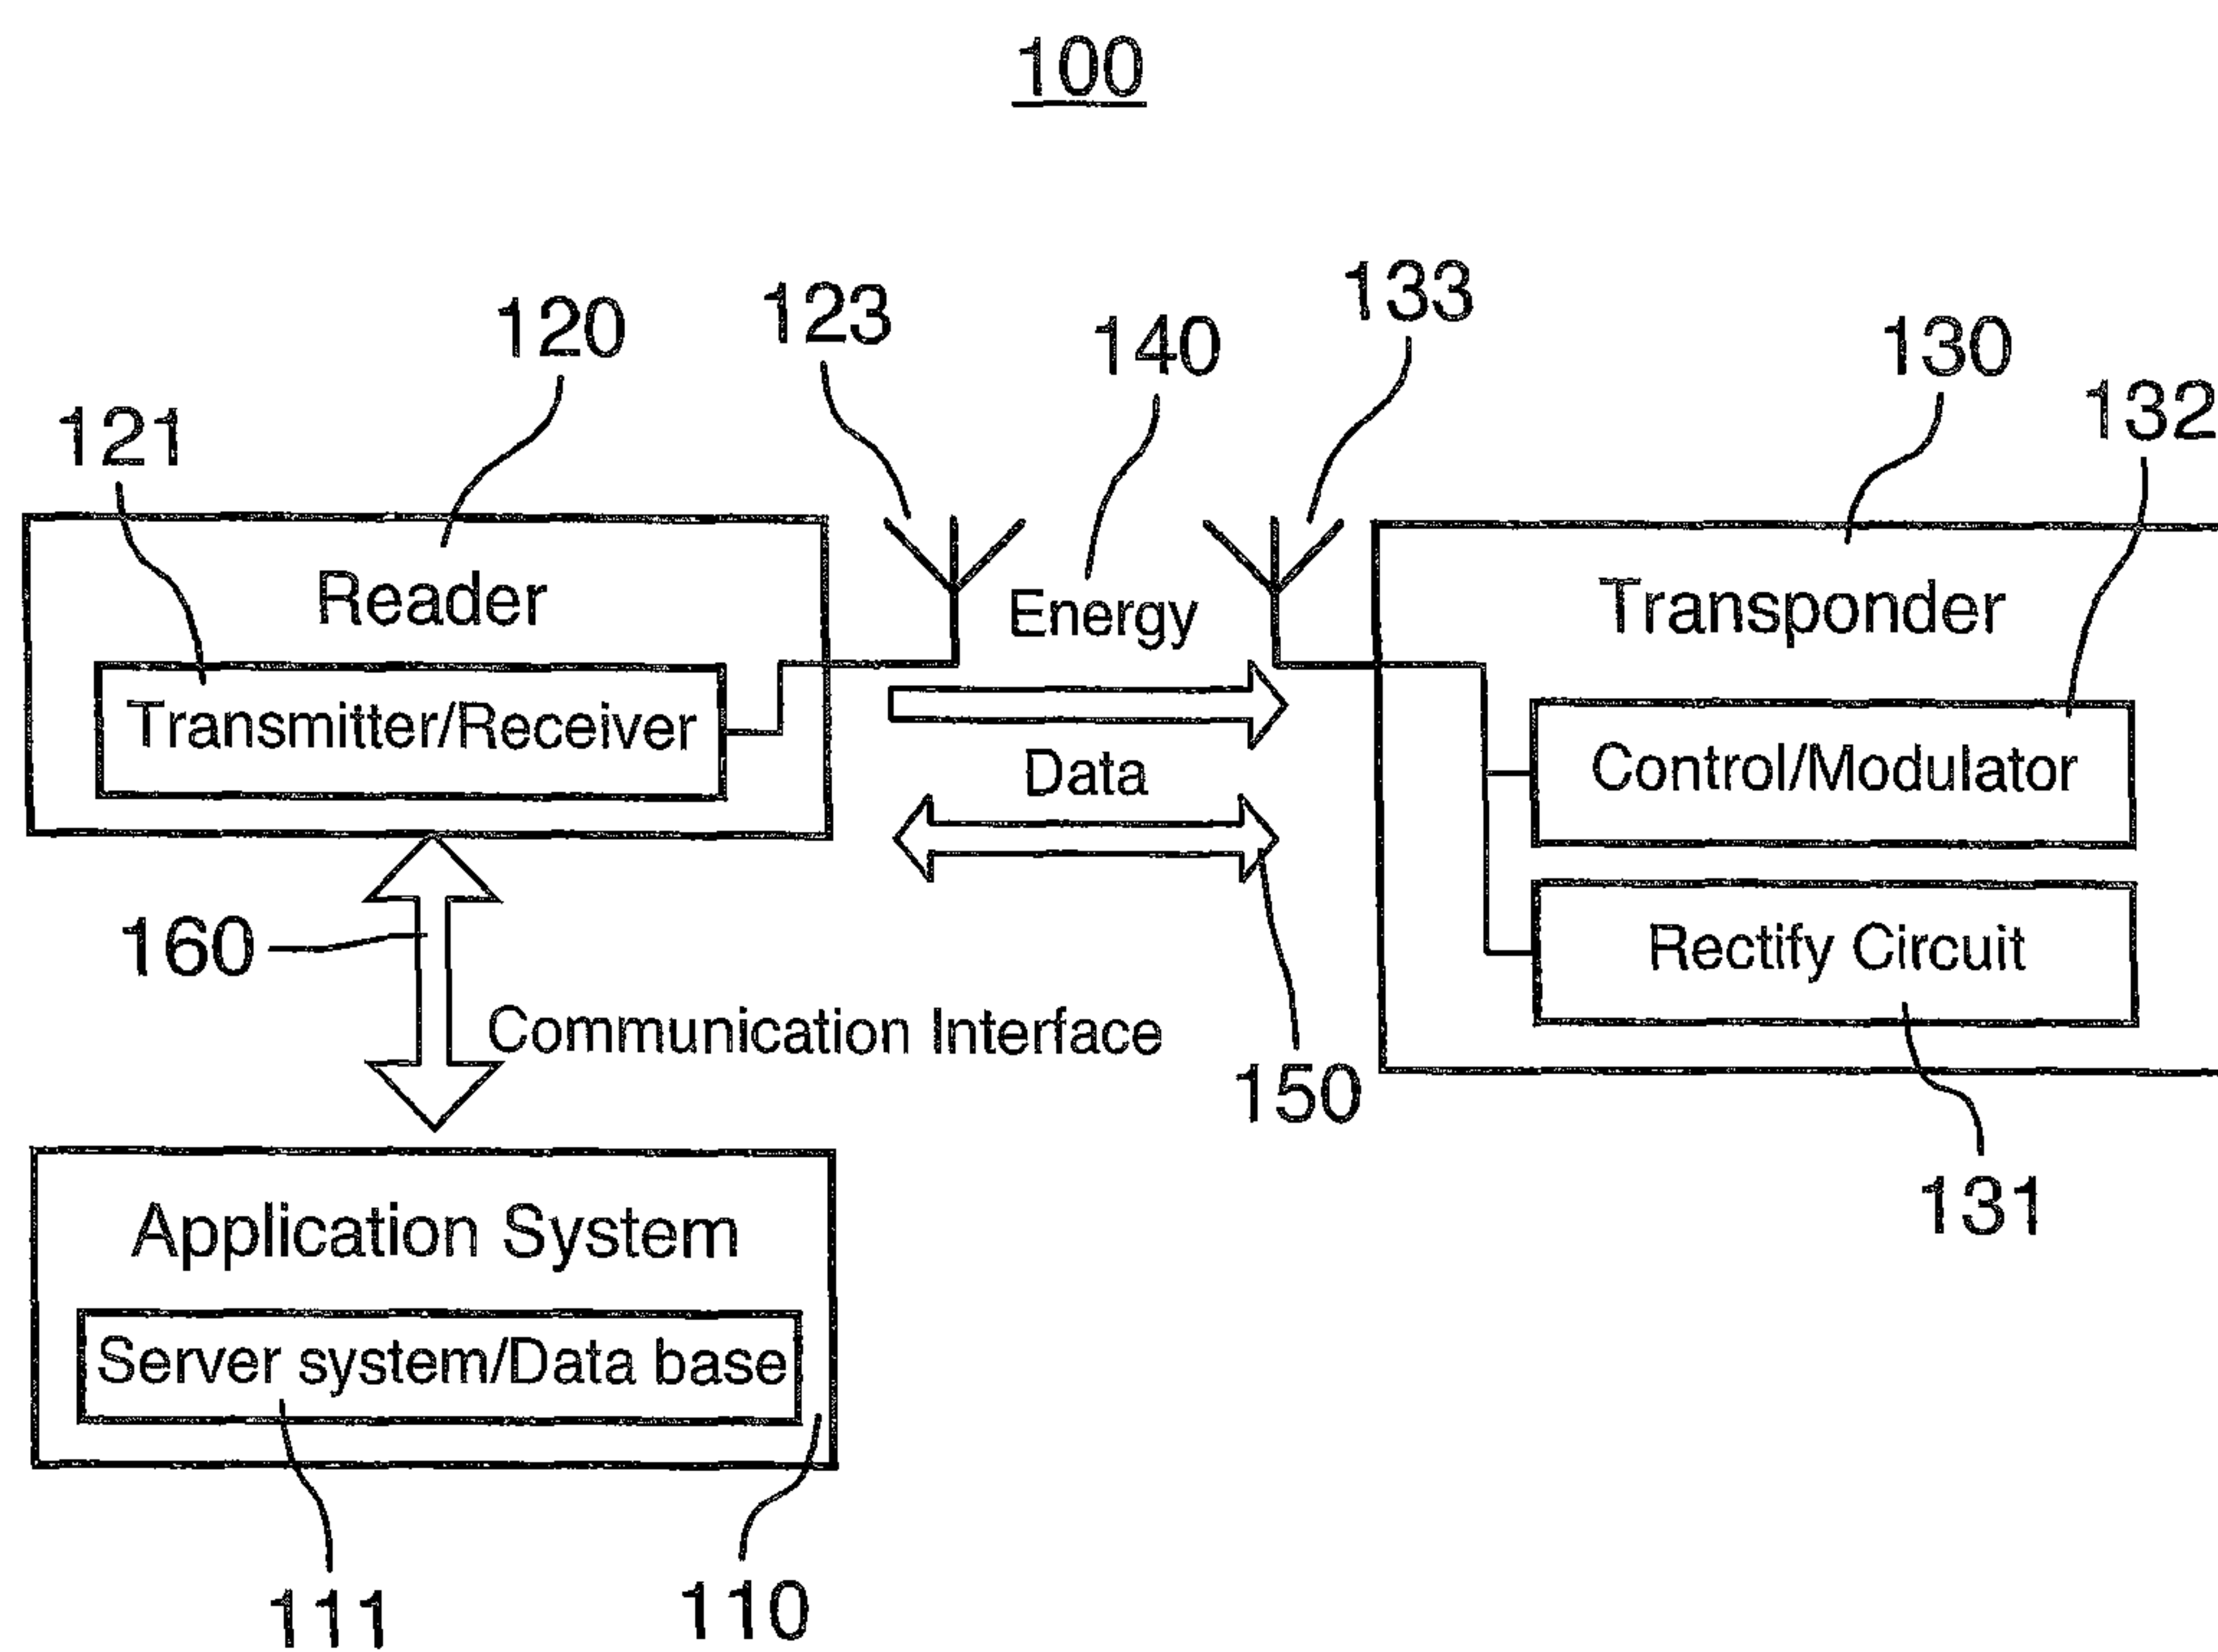 100
120
123
140
133
130
132
121
Reader
Energy
Transponder
Transmitter/Receiver
Data
Control/Modulator
160
Rectify Circuit
Communication Interface
150
131
Application System
Server system/Data base
111
110